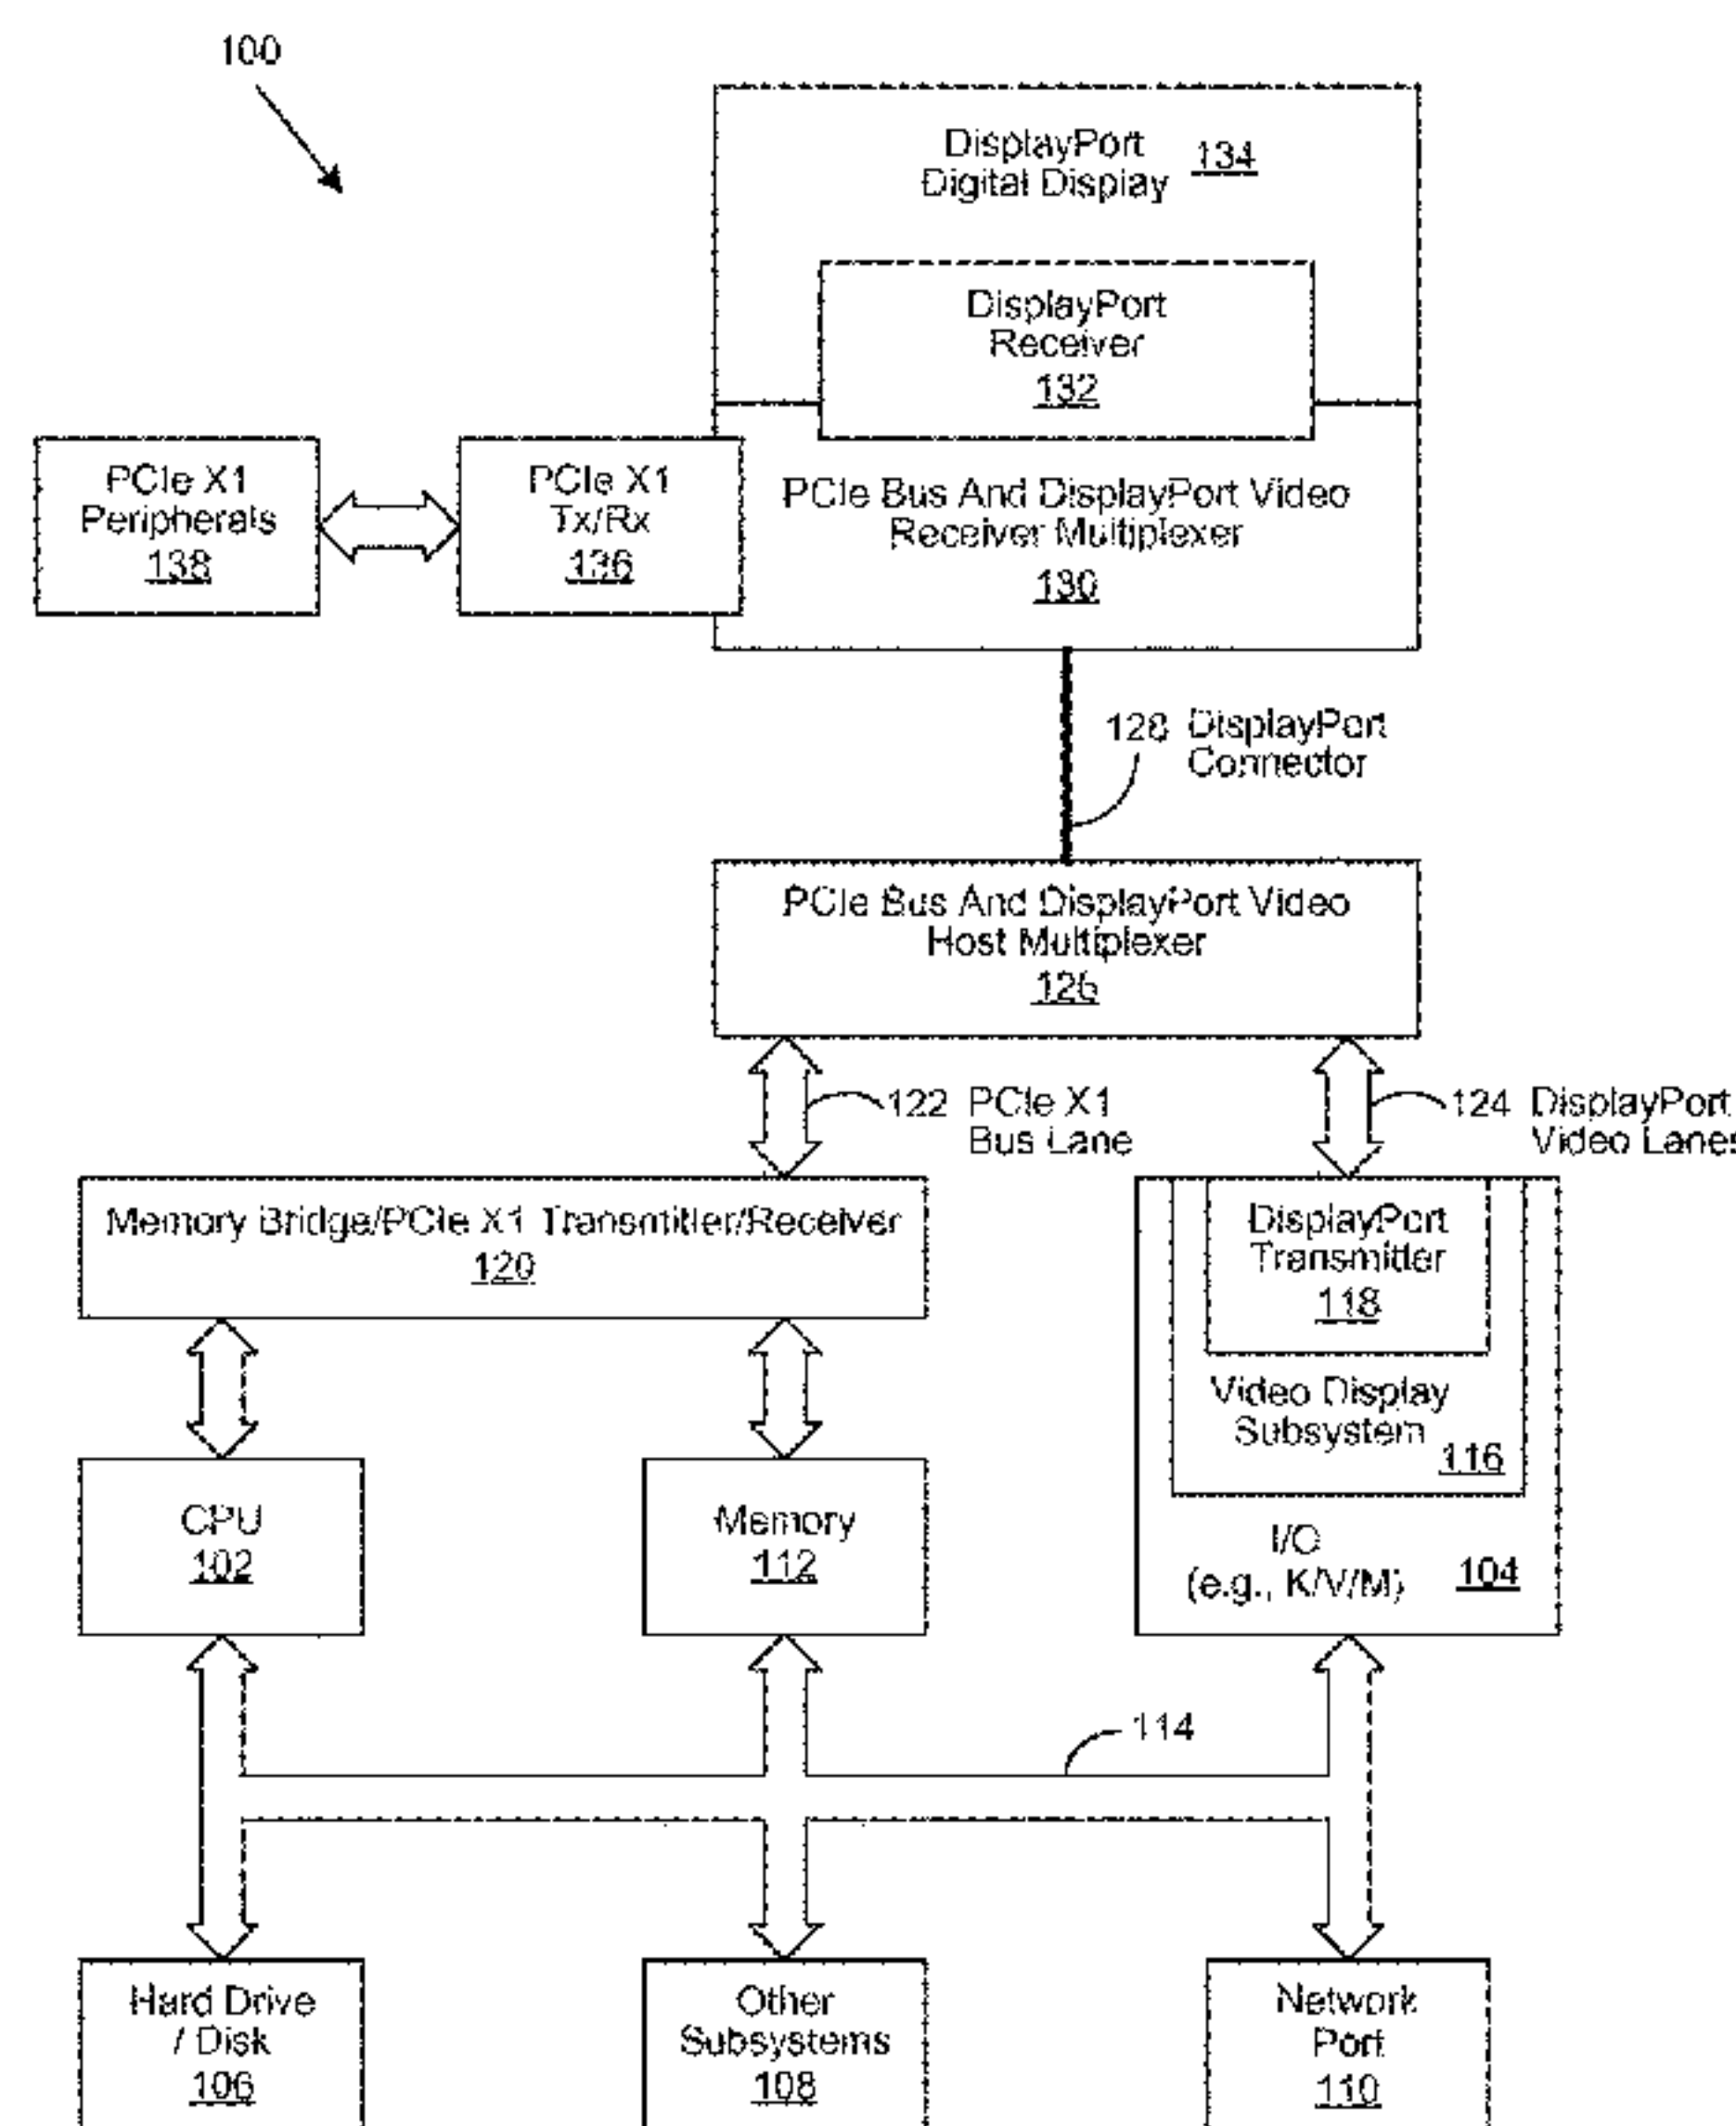 100
DisplayPort
Digital Display 134
DisplayPort
Receiver
132
PCIe X1
Peripherals
138
PCIe X1
Tx/Rx
136
PCIe Bus And DisplayPort Video
Receiver Multiplexer
130
128 DisplayPort
Connector
PCIe Bus And DisplayPort Video
Host Multiplexer
126
122 PCIe X1
Bus Lane
124 DisplayPort
Video Lanes
Memory Bridge/PCIe X1 Transmitter/Receiver
120
DisplayPort
Transmitter
118
Video Display
Subsystem 116
CPU
102
Memory
112
I/O
(e.g., K/V/M) 104
114
Hard Drive
/ Disk
106
Other
Subsystems
108
Network
Port
110